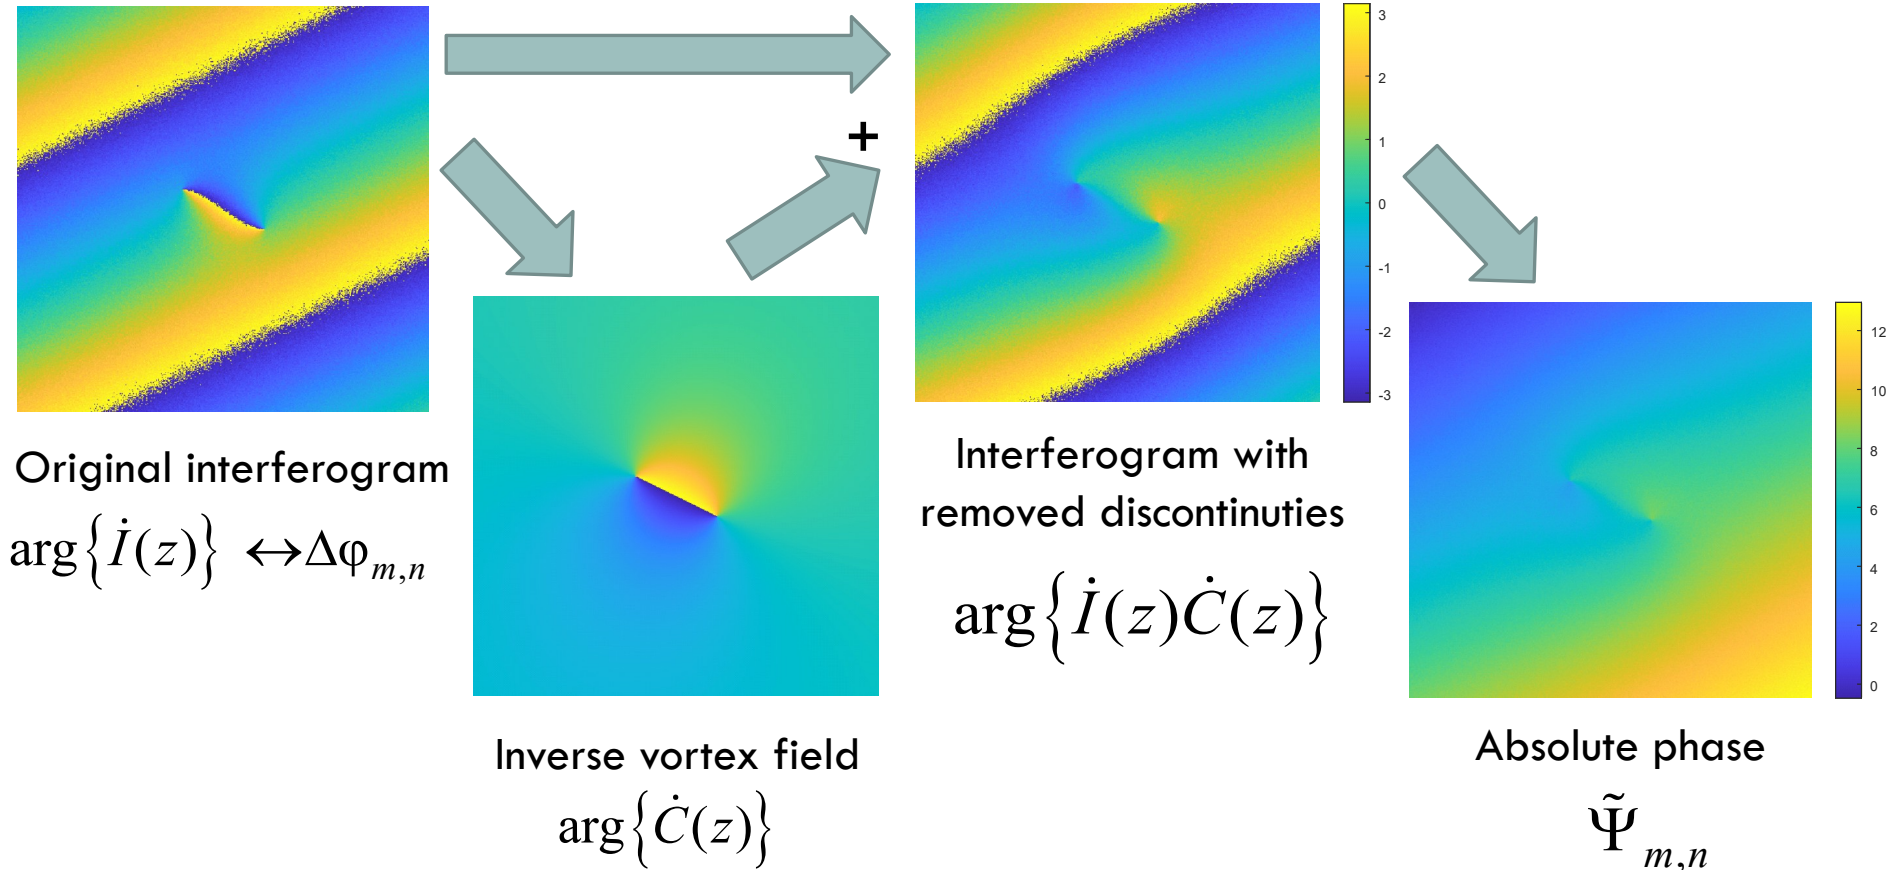 +
3
2
1
0
-1
-2
-3
12
10
8
6
4
2
0
Original interferogram
arg{İ(z)} ↔Δφₘ,ₙ
Inverse vortex field
arg{Ċ(z)}
Interferogram with
removed discontinuties
arg{İ(z)Ċ(z)}
Absolute phase
Ψ̃ₘ,ₙ